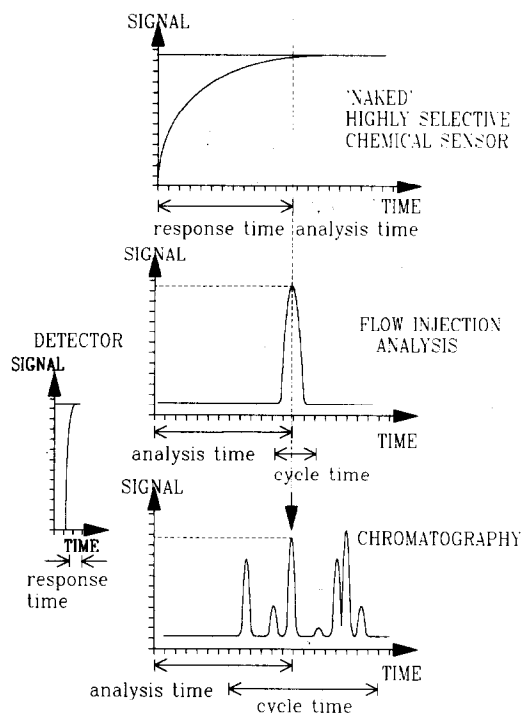 SIGNAL
'NAKED'
HIGHLY SELECTIVE
CHEMICAL SENSOR
TIME
response time analysis time
SIGNAL
FLOW INJECTION
ANALYSIS
TIME
analysis time
cycle time
DETECTOR
SIGNAL
TIME
response
time
SIGNAL
CHROMATOGRAPHY
TIME
analysis time
cycle time